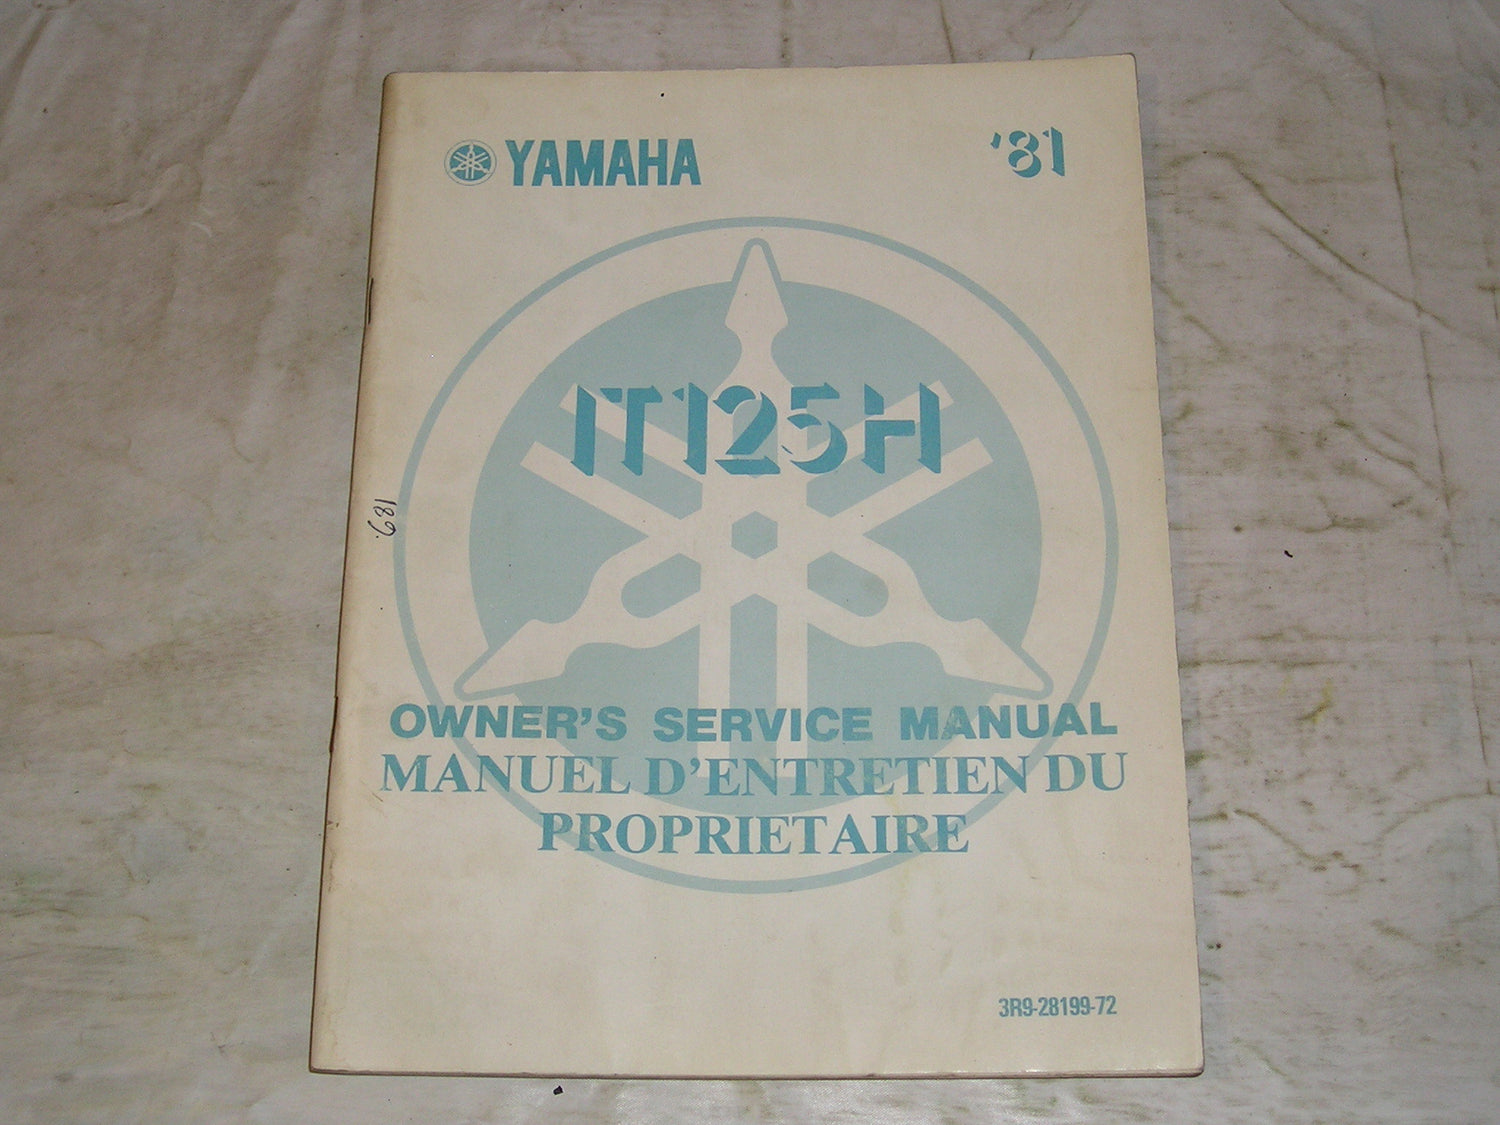 YAMAHA
'81
IT125H
OWNER'S SERVICE MANUAL
MANUEL D'ENTRETIEN DU
PROPRIETAIRE
3R9-28199-72